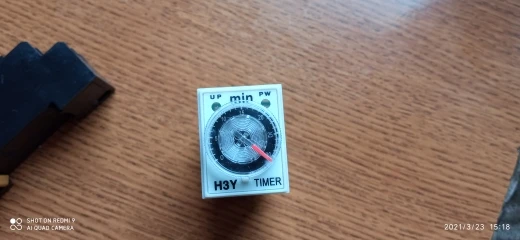 UP min PW
H3Y TIMER
SHOT ON REDMI 9
AI QUAD CAMERA
2021/3/23 15:18